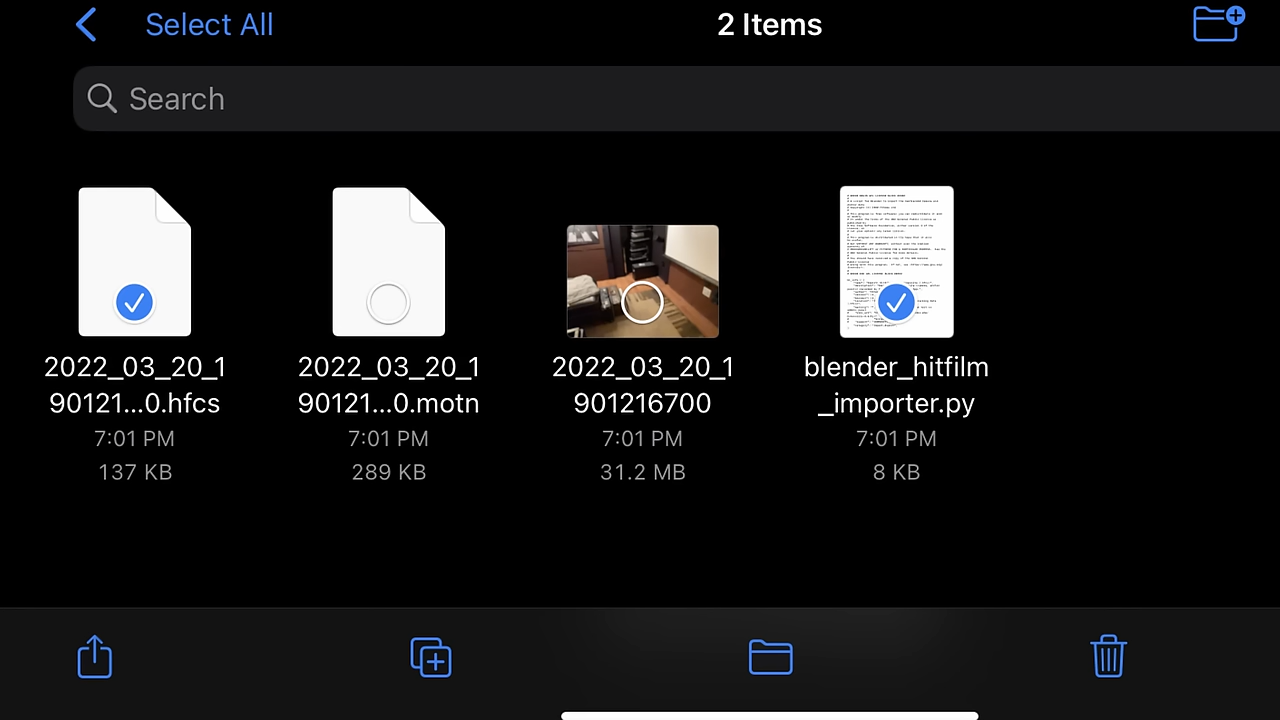 Select All
2 Items
Search
2022_03_20_1
90121...0.hfcs
7:01 PM
137 KB
2022_03_20_1
90121...0.motn
7:01 PM
289 KB
2022_03_20_1
901216700
7:01 PM
31.2 MB
blender_hitfilm
_importer.py
7:01 PM
8 KB